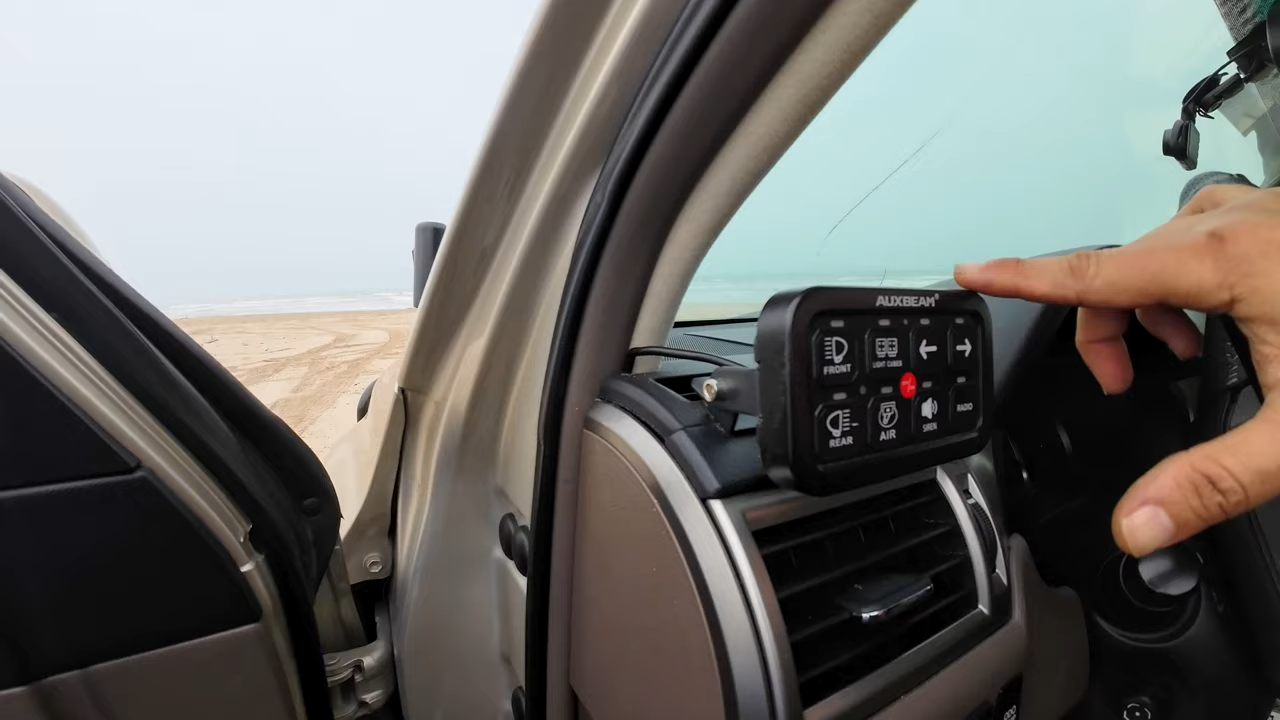 AUXBEAM®
FRONT
LIGHT CUBES
REAR
AIR
SIREN
RADIO